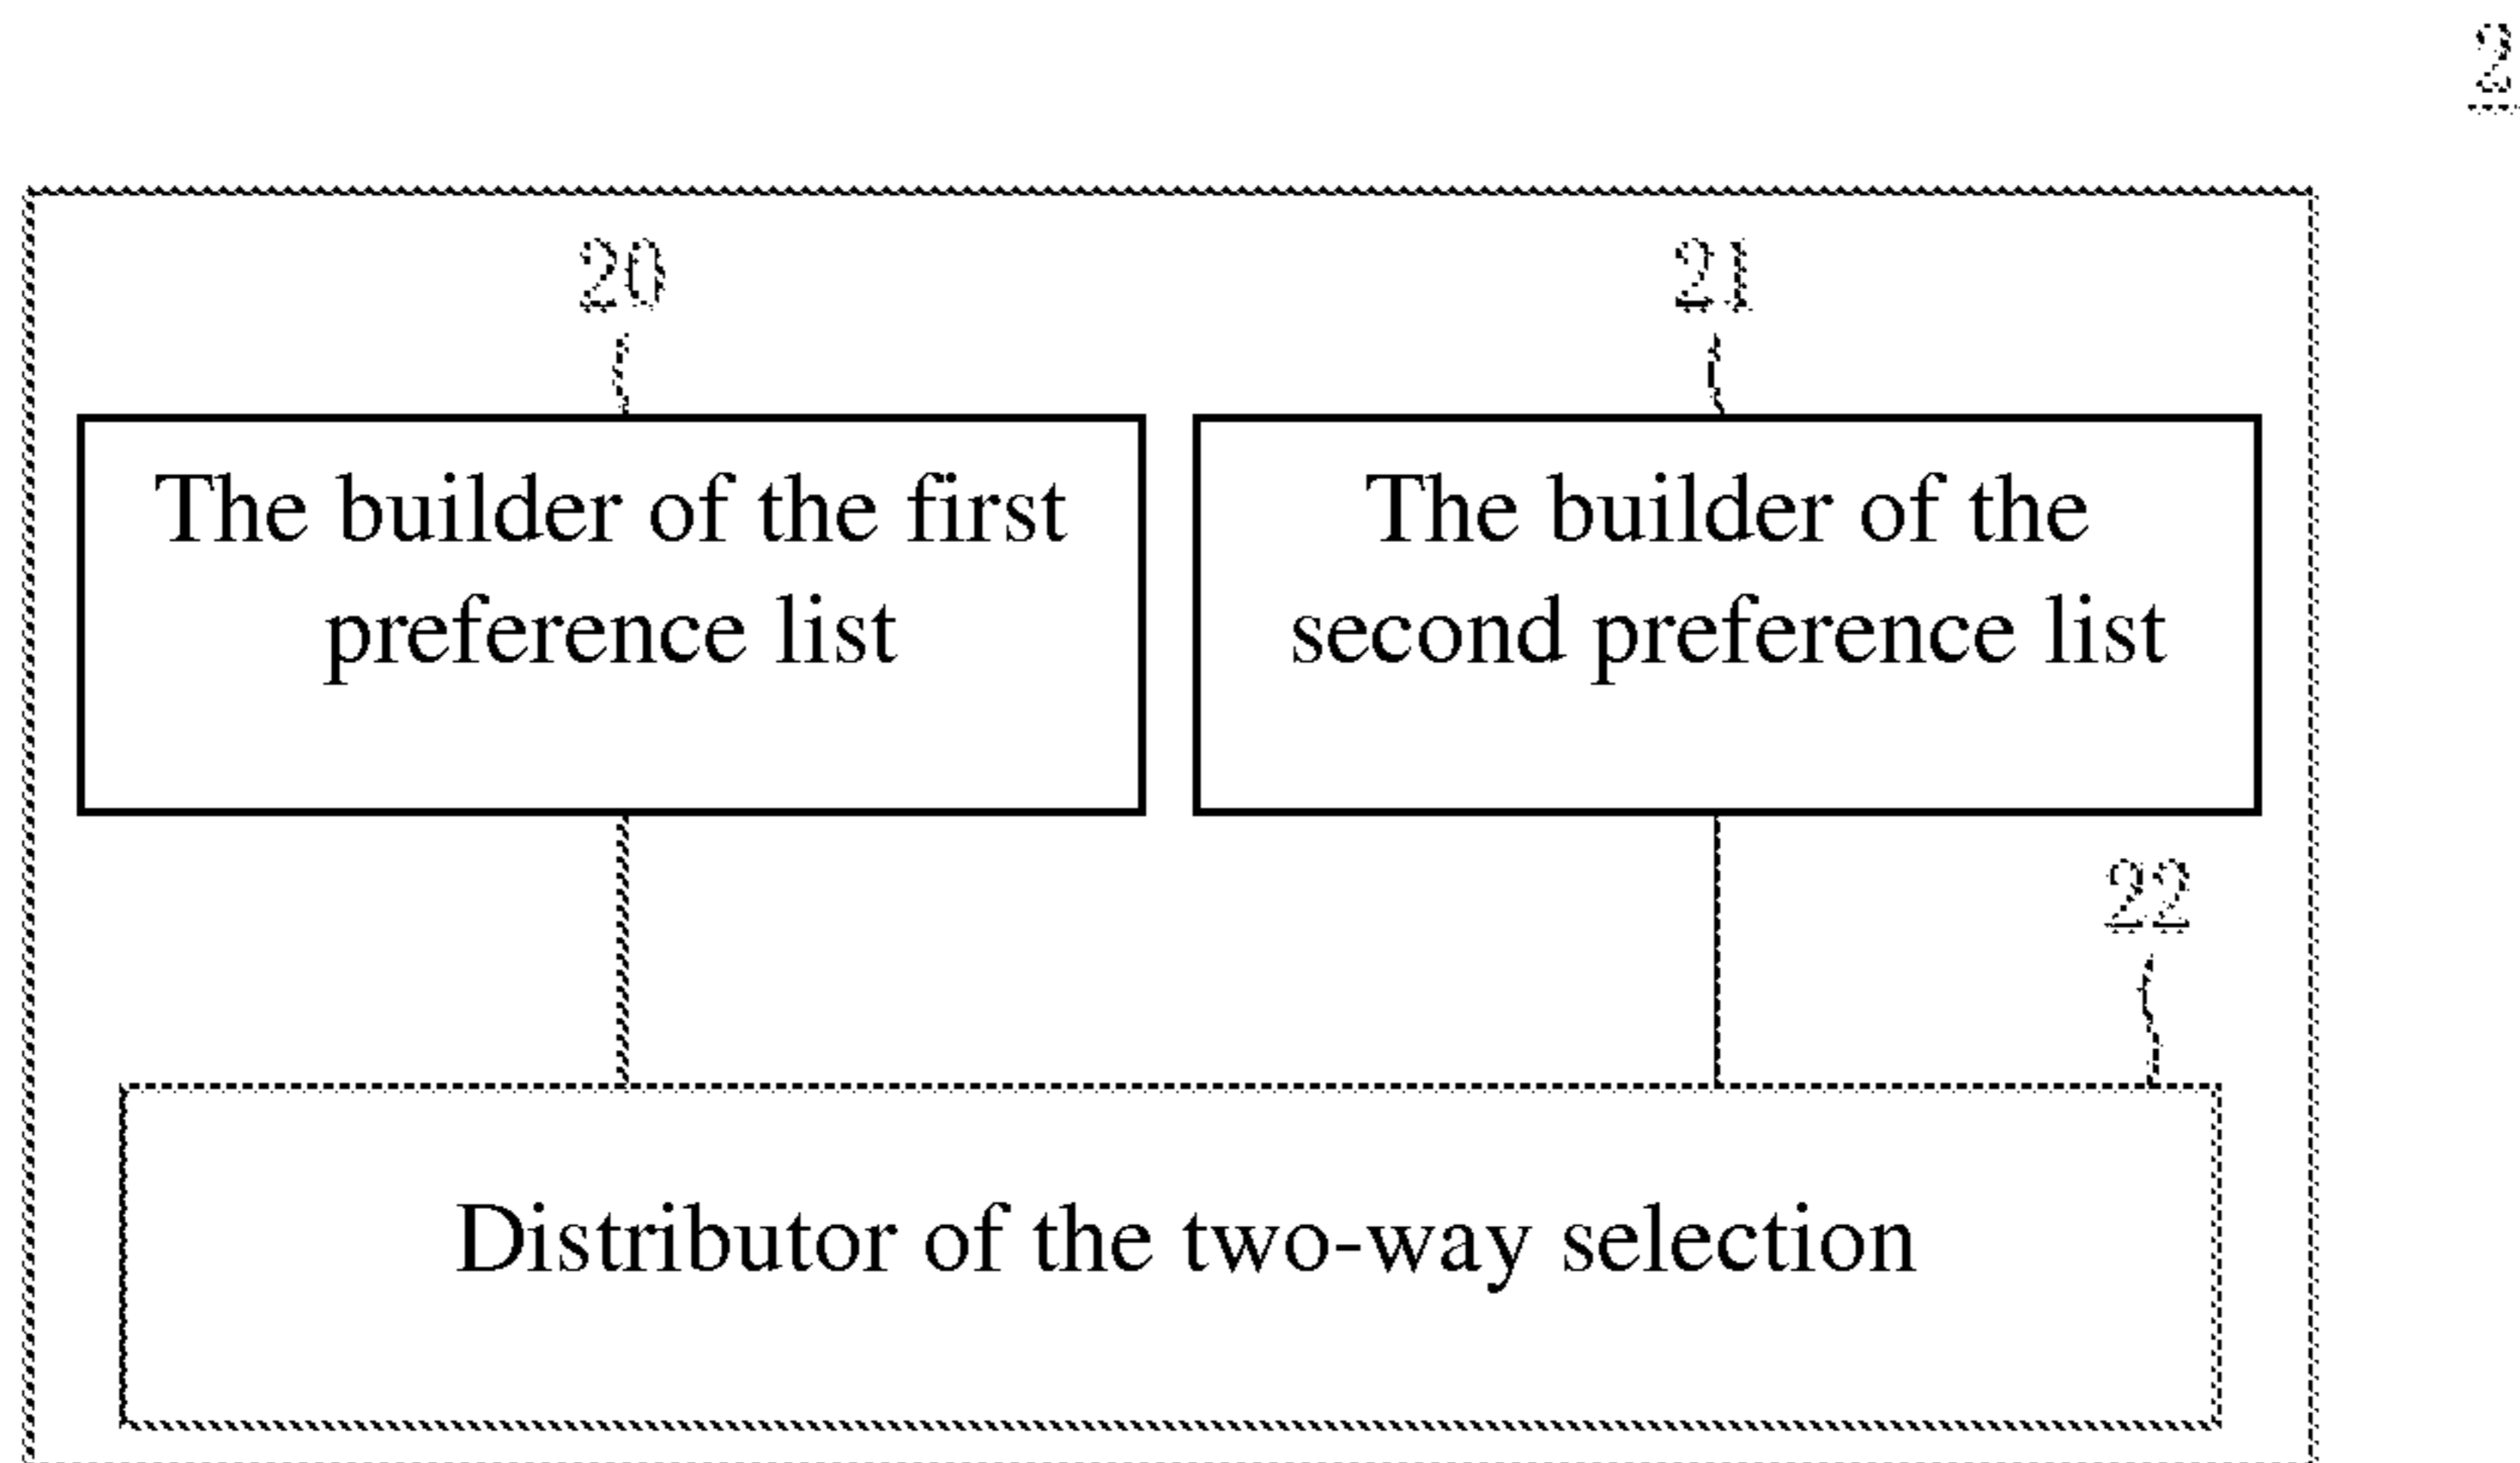 2
20
21
The builder of the first
preference list
The builder of the
second preference list
22
Distributor of the two-way selection